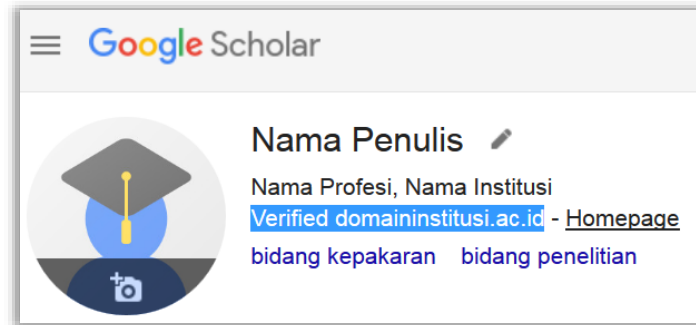 Google Scholar
Nama Penulis
Nama Profesi, Nama Institusi
Verified domaininstitusi.ac.id - Homepage
bidang kepakaran bidang penelitian